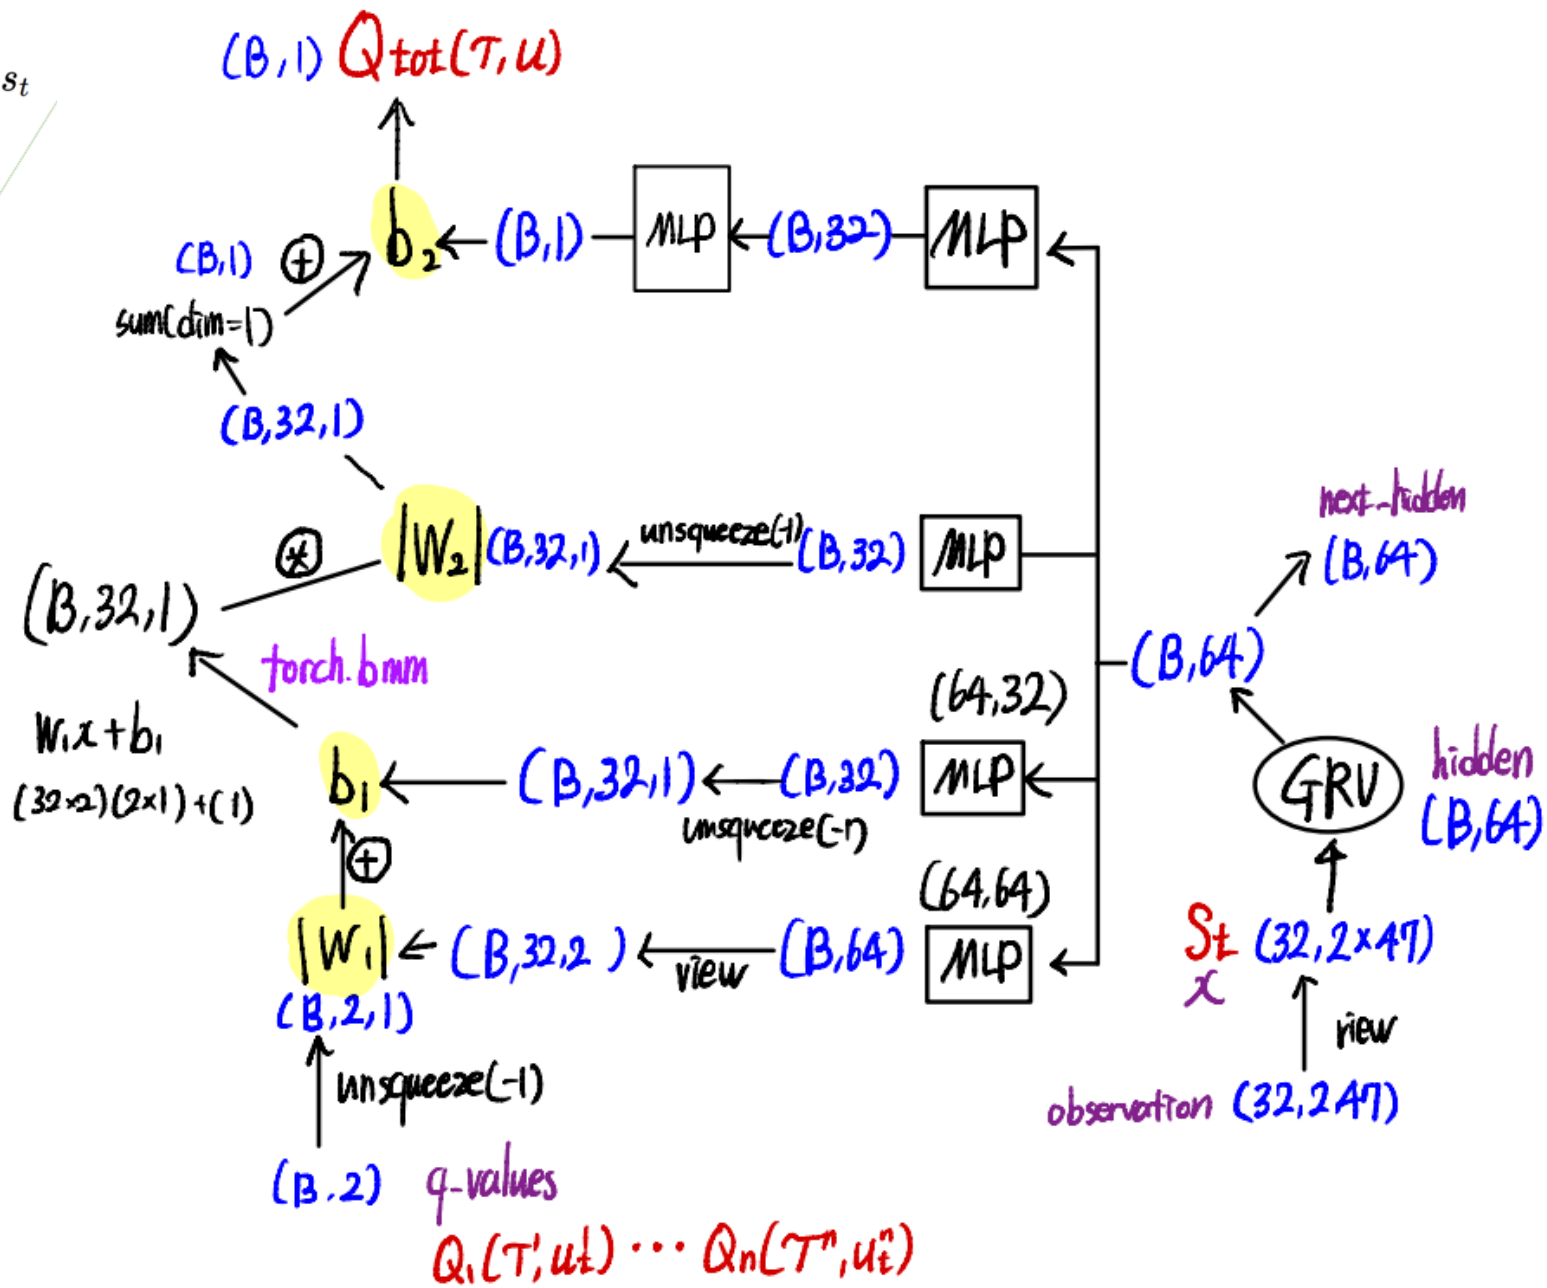 (B,1) Qtot(τ,u)
s_t
b₂ ← (B,1) — MLP ← (B,32) — MLP ←
(B,1) ⊕
sum(dim=1)
(B,32,1)
next_hidden
(B,64)
|W₂| (B,32,1) ← unsqueeze(-1) (B,32) MLP
⊛
(B,32,1)
torch.bmm
(B,64)
(64,32)
W₁x+b₁
(32×2)(2×1)+(1)
b₁ ← (B,32,1) ← (B,32) MLP ←
unsqueeze(-1)
GRU
hidden
(B,64)
⊕
(64,64)
|W₁| ← (B,32,2) ← view (B,64) MLP ←
(B,2,1)
St (32,2×47)
x
view
unsqueeze(-1)
observation (32,2,47)
(B,2) q-values
Q₁(τ¹,u¹t) ··· Qn(τⁿ,uⁿt)